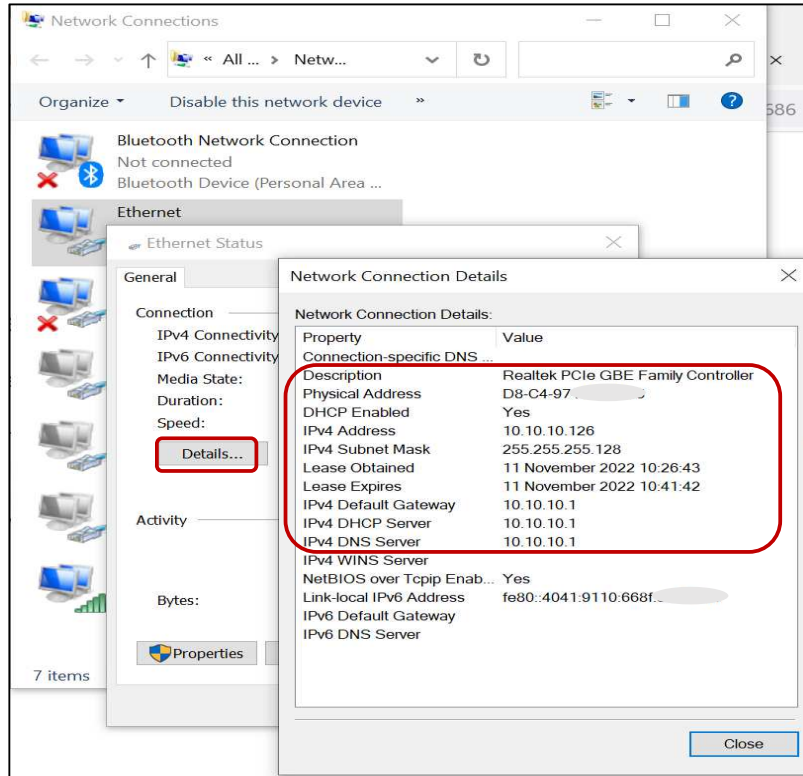 Network Connections
« All ... > Netw...
Organize Disable this network device »
686
Bluetooth Network Connection
Not connected
Bluetooth Device (Personal Area ...
Ethernet
Ethernet Status
General
Connection
IPv4 Connectivity
IPv6 Connectivity
Media State:
Duration:
Speed:
Details...
Activity
Bytes:
Properties
7 items
Network Connection Details
Network Connection Details:
Property Value
Connection-specific DNS ...
Description Realtek PCIe GBE Family Controller
Physical Address D8-C4-97
DHCP Enabled Yes
IPv4 Address 10.10.10.126
IPv4 Subnet Mask 255.255.255.128
Lease Obtained 11 November 2022 10:26:43
Lease Expires 11 November 2022 10:41:42
IPv4 Default Gateway 10.10.10.1
IPv4 DHCP Server 10.10.10.1
IPv4 DNS Server 10.10.10.1
IPv4 WINS Server
NetBIOS over Tcpip Enab... Yes
Link-local IPv6 Address fe80::4041:9110:668f:
IPv6 Default Gateway
IPv6 DNS Server
Close